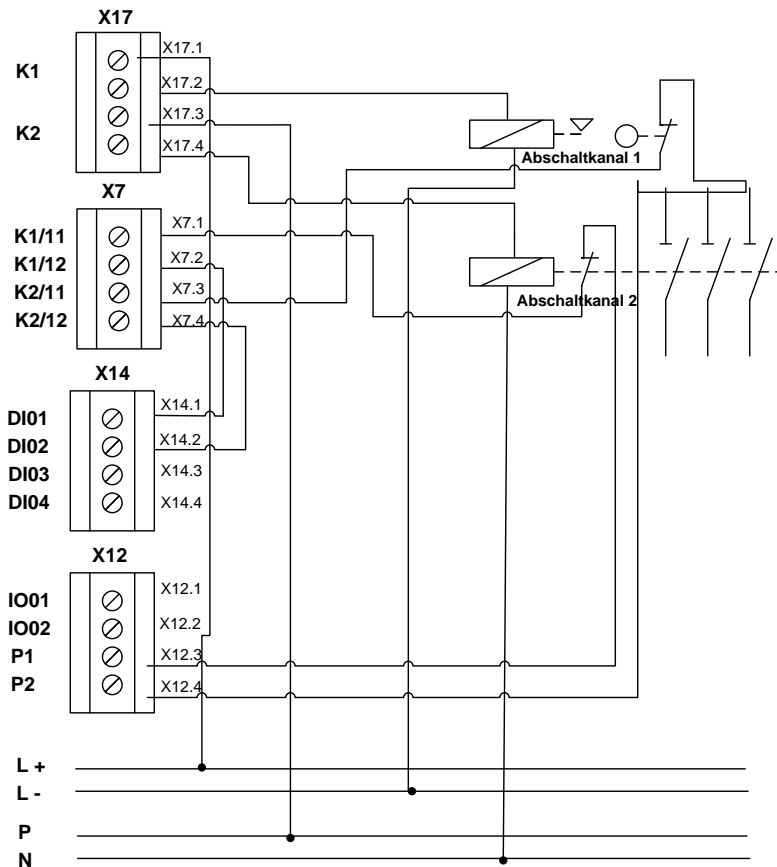 X17
K1
K2
X17.1
X17.2
X17.3
X17.4
Abschaltkanal 1
X7
K1/11
K1/12
K2/11
K2/12
X7.1
X7.2
X7.3
X7.4
Abschaltkanal 2
X14
DI01
DI02
DI03
DI04
X14.1
X14.2
X14.3
X14.4
X12
IO01
IO02
P1
P2
X12.1
X12.2
X12.3
X12.4
L +
L -
P
N